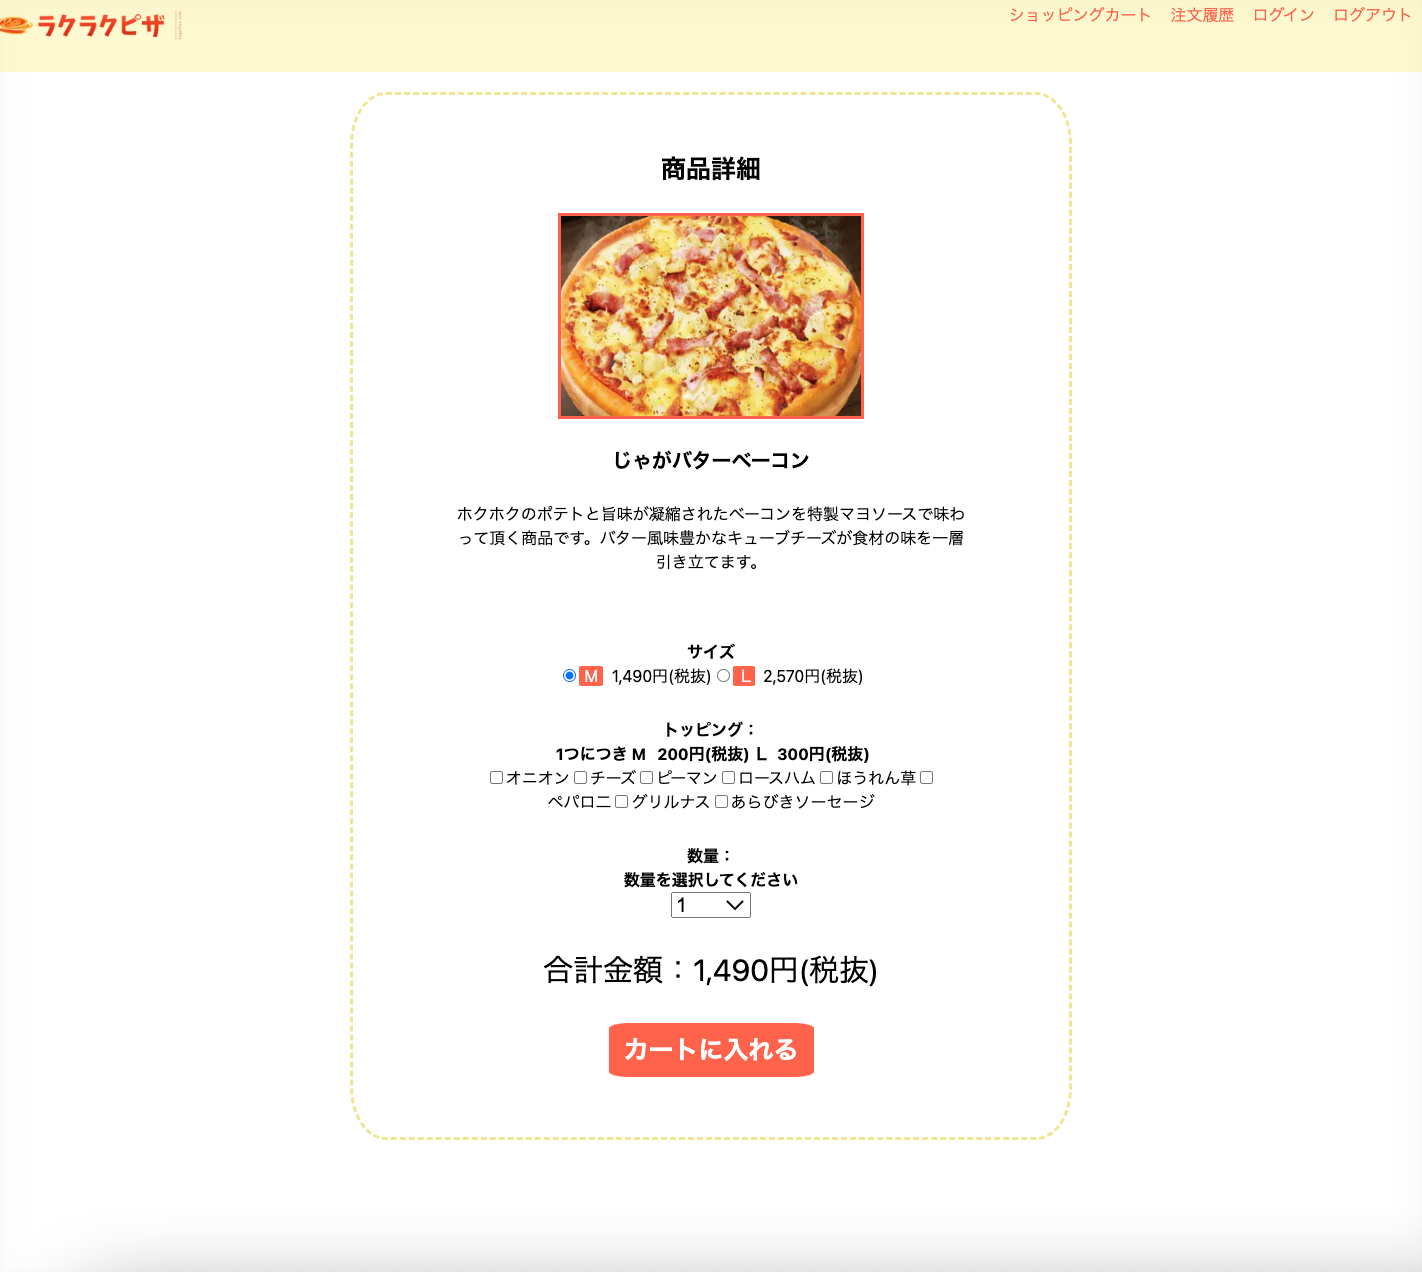 ラクラクピザ
ショッピングカート 注文履歴 ログイン ログアウト
商品詳細
じゃがバターベーコン
ホクホクのポテトと旨味が凝縮されたベーコンを特製マヨソースで味わ
って頂く商品です。バター風味豊かなキューブチーズが食材の味を一層
引き立てます。
サイズ
M 1,490円(税抜) L 2,570円(税抜)
トッピング：
1つにつき M 200円(税抜) L 300円(税抜)
オニオン チーズ ピーマン ロースハム ほうれん草
ペパロニ グリルナス あらびきソーセージ
数量：
数量を選択してください
1
合計金額：1,490円(税抜)
カートに入れる